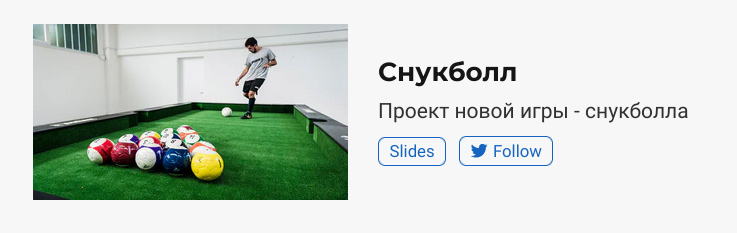 Снукболл
Проект новой игры - снукболла
Slides
Follow